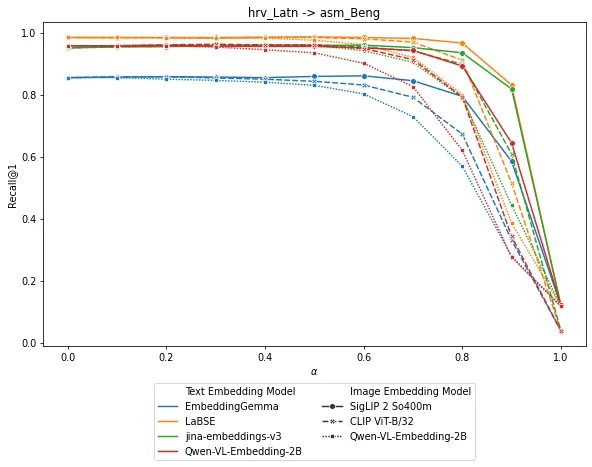 hrv_Latn -> asm_Beng
1.0
0.8
0.6
0.4
0.2
0.0
Recall@1
0.0 0.2 0.4 0.6 0.8 1.0
α
Text Embedding Model Image Embedding Model
EmbeddingGemma SigLIP 2 So400m
LaBSE CLIP ViT-B/32
jina-embeddings-v3 Qwen-VL-Embedding-2B
Qwen-VL-Embedding-2B